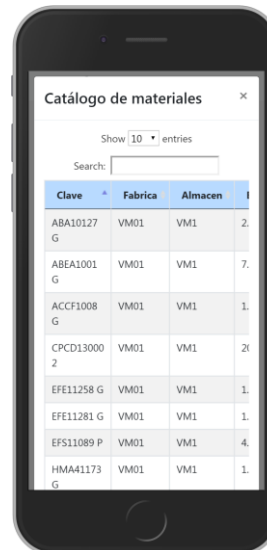 Catálogo de materiales ×
Show 10 entries
Search:
Clave Fabrica Almacen
ABA10127 VM01 VM1 2.
G
ABEA1001 VM01 VM1 7.
G
ACCF1008 VM01 VM1 1.
G
CPCD13000 VM01 VM1 20
2
EFE11258 G VM01 VM1 1.
EFE11281 G VM01 VM1 1.
EFS11089 P VM01 VM1 4.
HMA41173 VM01 VM1 1.
G